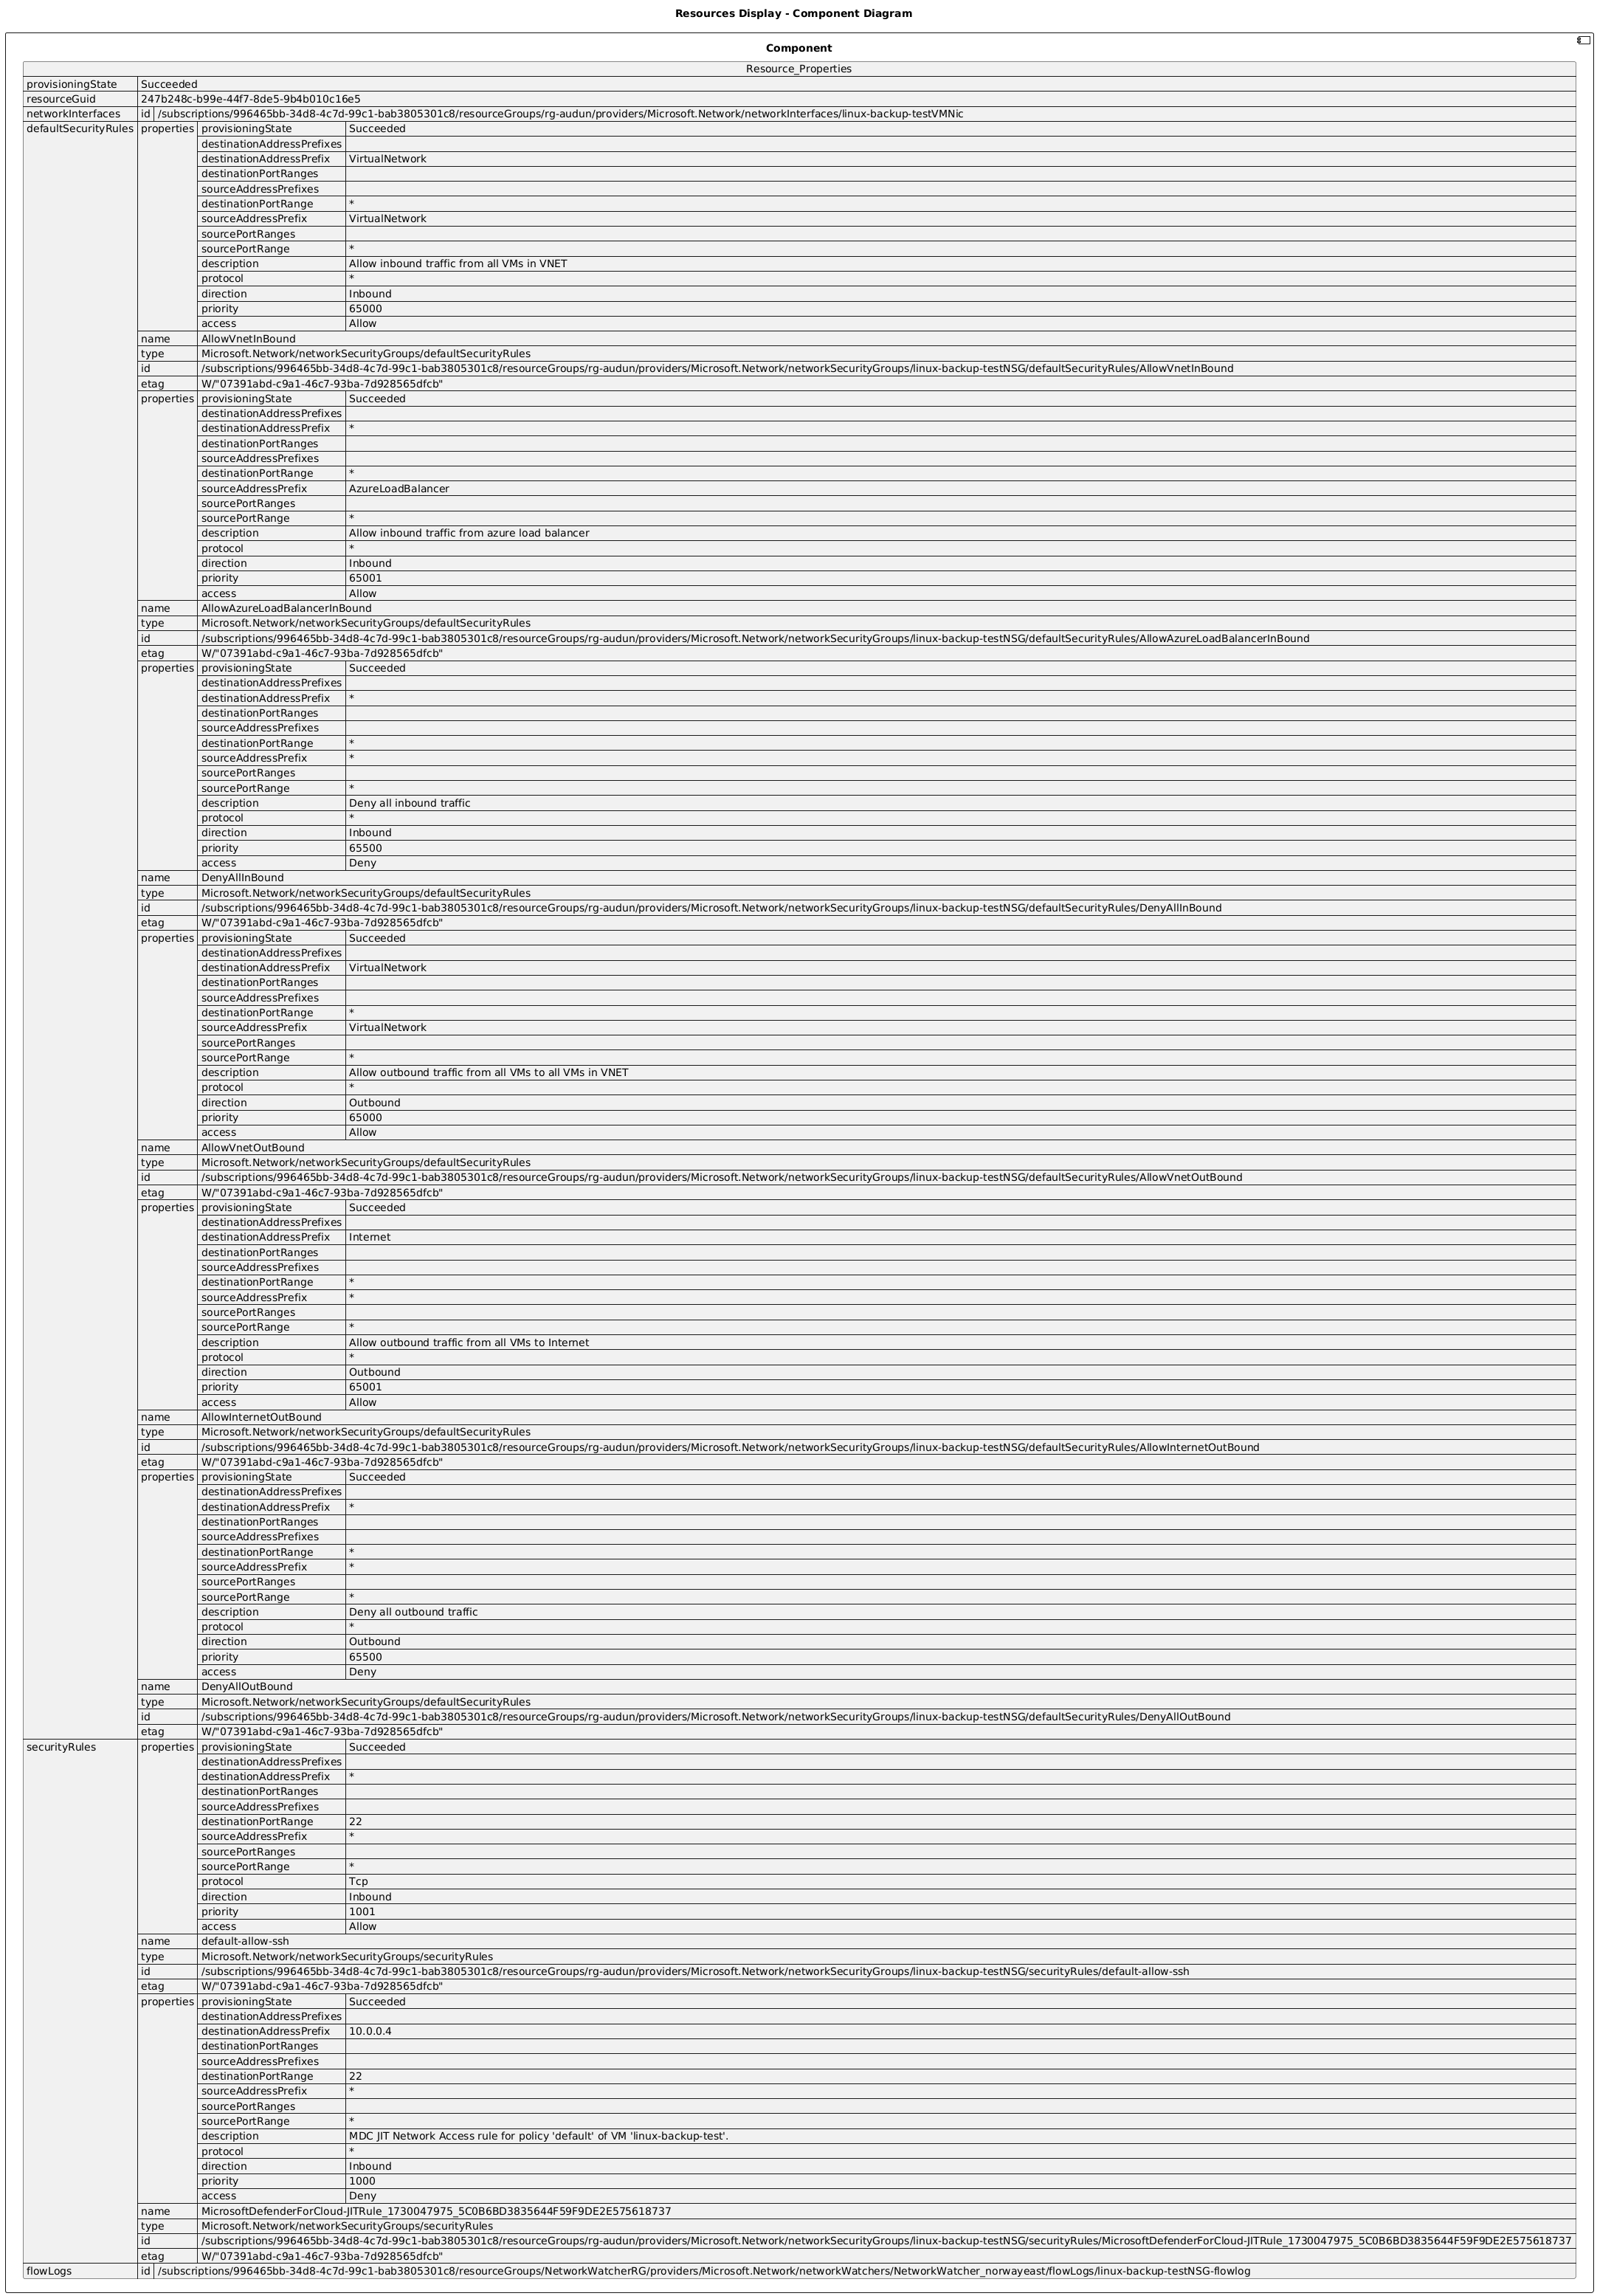 Resources Display - Component Diagram
Component
Resource_Properties
provisioningState Succeeded
resourceGuid 247b248c-b99e-44f7-8de5-9b4b010c16e5
networkInterfaces id /subscriptions/996465bb-34d8-4c7d-99c1-bab3805301c8/resourceGroups/rg-audun/providers/Microsoft.Network/networkInterfaces/linux-backup-testVMNic
defaultSecurityRules properties provisioningState Succeeded
destinationAddressPrefixes
destinationAddressPrefix VirtualNetwork
destinationPortRanges
sourceAddressPrefixes
destinationPortRange *
sourceAddressPrefix VirtualNetwork
sourcePortRanges
sourcePortRange *
description Allow inbound traffic from all VMs in VNET
protocol *
direction Inbound
priority 65000
access Allow
name AllowVnetInBound
type Microsoft.Network/networkSecurityGroups/defaultSecurityRules
id /subscriptions/996465bb-34d8-4c7d-99c1-bab3805301c8/resourceGroups/rg-audun/providers/Microsoft.Network/networkSecurityGroups/linux-backup-testNSG/defaultSecurityRules/AllowVnetInBound
etag W/"07391abd-c9a1-46c7-93ba-7d928565dfcb"
properties provisioningState Succeeded
destinationAddressPrefixes
destinationAddressPrefix *
destinationPortRanges
sourceAddressPrefixes
destinationPortRange *
sourceAddressPrefix AzureLoadBalancer
sourcePortRanges
sourcePortRange *
description Allow inbound traffic from azure load balancer
protocol *
direction Inbound
priority 65001
access Allow
name AllowAzureLoadBalancerInBound
type Microsoft.Network/networkSecurityGroups/defaultSecurityRules
id /subscriptions/996465bb-34d8-4c7d-99c1-bab3805301c8/resourceGroups/rg-audun/providers/Microsoft.Network/networkSecurityGroups/linux-backup-testNSG/defaultSecurityRules/AllowAzureLoadBalancerInBound
etag W/"07391abd-c9a1-46c7-93ba-7d928565dfcb"
properties provisioningState Succeeded
destinationAddressPrefixes
destinationAddressPrefix *
destinationPortRanges
sourceAddressPrefixes
destinationPortRange *
sourceAddressPrefix *
sourcePortRanges
sourcePortRange *
description Deny all inbound traffic
protocol *
direction Inbound
priority 65500
access Deny
name DenyAllInBound
type Microsoft.Network/networkSecurityGroups/defaultSecurityRules
id /subscriptions/996465bb-34d8-4c7d-99c1-bab3805301c8/resourceGroups/rg-audun/providers/Microsoft.Network/networkSecurityGroups/linux-backup-testNSG/defaultSecurityRules/DenyAllInBound
etag W/"07391abd-c9a1-46c7-93ba-7d928565dfcb"
properties provisioningState Succeeded
destinationAddressPrefixes
destinationAddressPrefix VirtualNetwork
destinationPortRanges
sourceAddressPrefixes
destinationPortRange *
sourceAddressPrefix VirtualNetwork
sourcePortRanges
sourcePortRange *
description Allow outbound traffic from all VMs to all VMs in VNET
protocol *
direction Outbound
priority 65000
access Allow
name AllowVnetOutBound
type Microsoft.Network/networkSecurityGroups/defaultSecurityRules
id /subscriptions/996465bb-34d8-4c7d-99c1-bab3805301c8/resourceGroups/rg-audun/providers/Microsoft.Network/networkSecurityGroups/linux-backup-testNSG/defaultSecurityRules/AllowVnetOutBound
etag W/"07391abd-c9a1-46c7-93ba-7d928565dfcb"
properties provisioningState Succeeded
destinationAddressPrefixes
destinationAddressPrefix Internet
destinationPortRanges
sourceAddressPrefixes
destinationPortRange *
sourceAddressPrefix *
sourcePortRanges
sourcePortRange *
description Allow outbound traffic from all VMs to Internet
protocol *
direction Outbound
priority 65001
access Allow
name AllowInternetOutBound
type Microsoft.Network/networkSecurityGroups/defaultSecurityRules
id /subscriptions/996465bb-34d8-4c7d-99c1-bab3805301c8/resourceGroups/rg-audun/providers/Microsoft.Network/networkSecurityGroups/linux-backup-testNSG/defaultSecurityRules/AllowInternetOutBound
etag W/"07391abd-c9a1-46c7-93ba-7d928565dfcb"
properties provisioningState Succeeded
destinationAddressPrefixes
destinationAddressPrefix *
destinationPortRanges
sourceAddressPrefixes
destinationPortRange *
sourceAddressPrefix *
sourcePortRanges
sourcePortRange *
description Deny all outbound traffic
protocol *
direction Outbound
priority 65500
access Deny
name DenyAllOutBound
type Microsoft.Network/networkSecurityGroups/defaultSecurityRules
id /subscriptions/996465bb-34d8-4c7d-99c1-bab3805301c8/resourceGroups/rg-audun/providers/Microsoft.Network/networkSecurityGroups/linux-backup-testNSG/defaultSecurityRules/DenyAllOutBound
etag W/"07391abd-c9a1-46c7-93ba-7d928565dfcb"
securityRules properties provisioningState Succeeded
destinationAddressPrefixes
destinationAddressPrefix *
destinationPortRanges
sourceAddressPrefixes
destinationPortRange 22
sourceAddressPrefix *
sourcePortRanges
sourcePortRange *
protocol Tcp
direction Inbound
priority 1001
access Allow
name default-allow-ssh
type Microsoft.Network/networkSecurityGroups/securityRules
id /subscriptions/996465bb-34d8-4c7d-99c1-bab3805301c8/resourceGroups/rg-audun/providers/Microsoft.Network/networkSecurityGroups/linux-backup-testNSG/securityRules/default-allow-ssh
etag W/"07391abd-c9a1-46c7-93ba-7d928565dfcb"
properties provisioningState Succeeded
destinationAddressPrefixes
destinationAddressPrefix 10.0.0.4
destinationPortRanges
sourceAddressPrefixes
destinationPortRange 22
sourceAddressPrefix *
sourcePortRanges
sourcePortRange *
description MDC JIT Network Access rule for policy 'default' of VM 'linux-backup-test'.
protocol *
direction Inbound
priority 1000
access Deny
name MicrosoftDefenderForCloud-JITRule_1730047975_5C0B6BD3835644F59F9DE2E575618737
type Microsoft.Network/networkSecurityGroups/securityRules
id /subscriptions/996465bb-34d8-4c7d-99c1-bab3805301c8/resourceGroups/rg-audun/providers/Microsoft.Network/networkSecurityGroups/linux-backup-testNSG/securityRules/MicrosoftDefenderForCloud-JITRule_1730047975_5C0B6BD3835644F59F9DE2E575618737
etag W/"07391abd-c9a1-46c7-93ba-7d928565dfcb"
flowLogs id /subscriptions/996465bb-34d8-4c7d-99c1-bab3805301c8/resourceGroups/NetworkWatcherRG/providers/Microsoft.Network/networkWatchers/NetworkWatcher_norwayeast/flowLogs/linux-backup-testNSG-flowlog